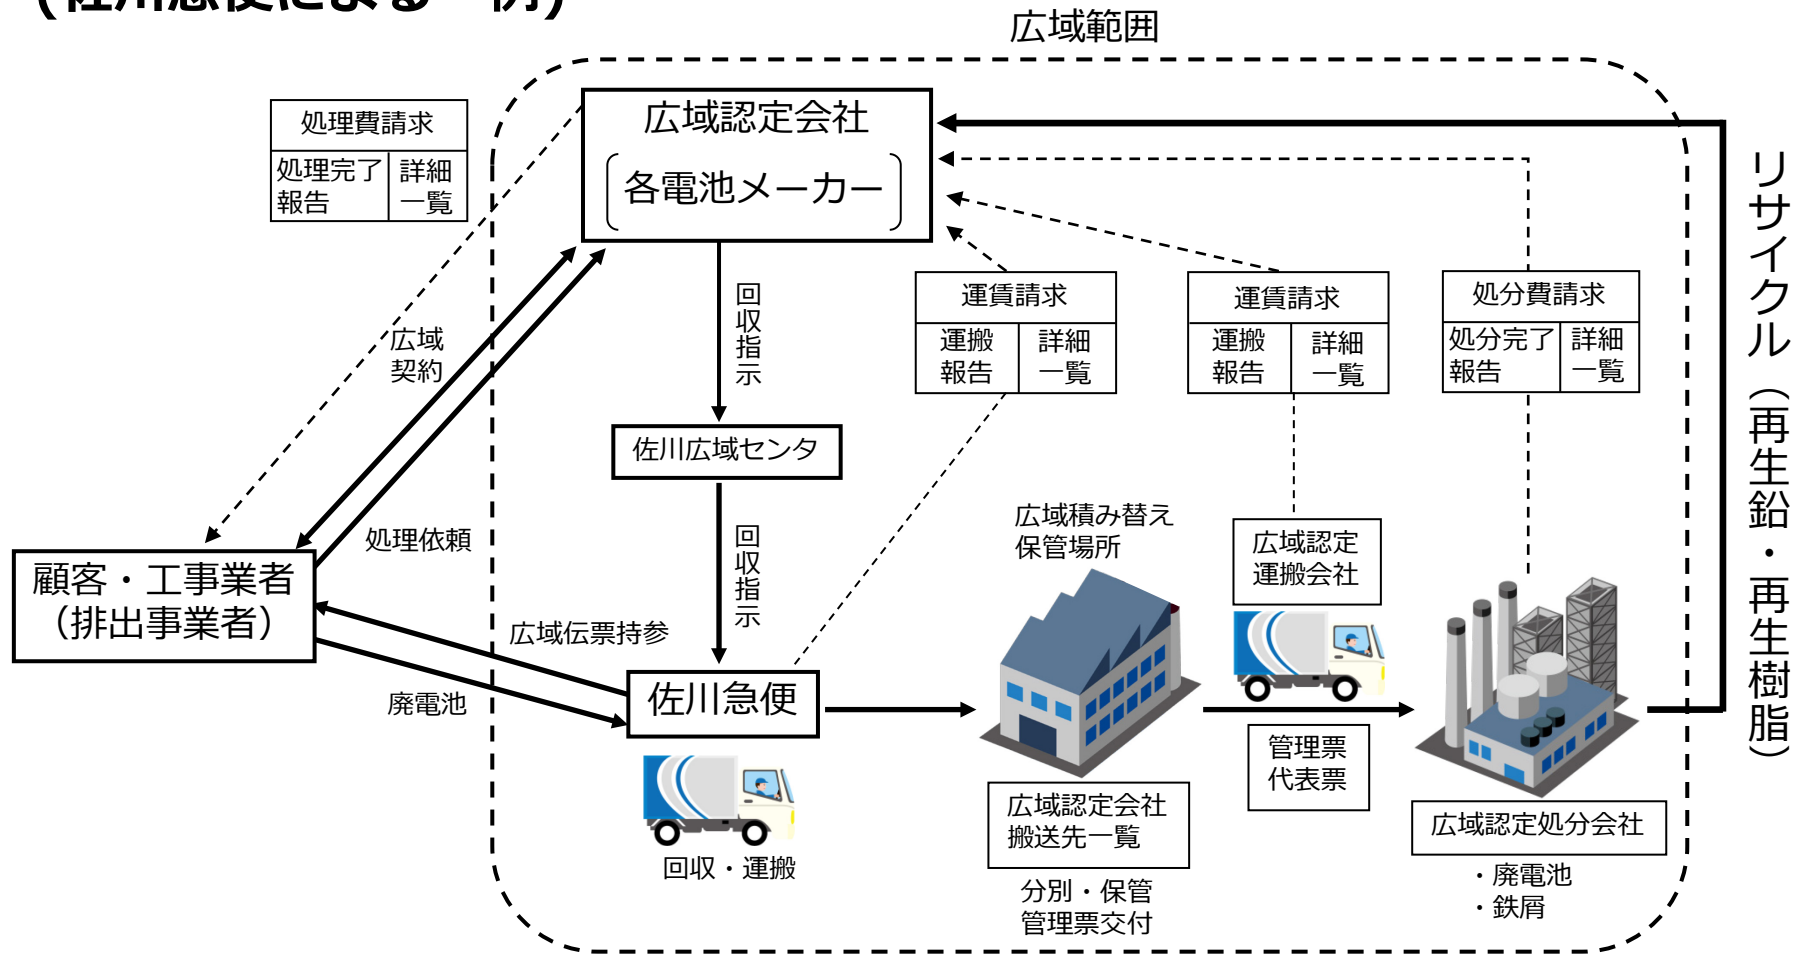 (佐川急便による一例)
広域範囲
処理費請求
処理完了
報告
詳細
一覧
広域認定会社
各電池メーカー
広域
契約
処理依頼
回収指示
佐川広域センタ
回収指示
運賃請求
運搬
報告
詳細
一覧
運賃請求
運搬
報告
詳細
一覧
処分費請求
処分完了
報告
詳細
一覧
顧客・工事業者
（排出事業者）
広域伝票持参
廃電池
佐川急便
回収・運搬
広域積み替え
保管場所
広域認定会社
搬送先一覧
分別・保管
管理票交付
広域認定
運搬会社
管理票
代表票
広域認定処分会社
・廃電池
・鉄屑
リサイクル（再生鉛・再生樹脂）